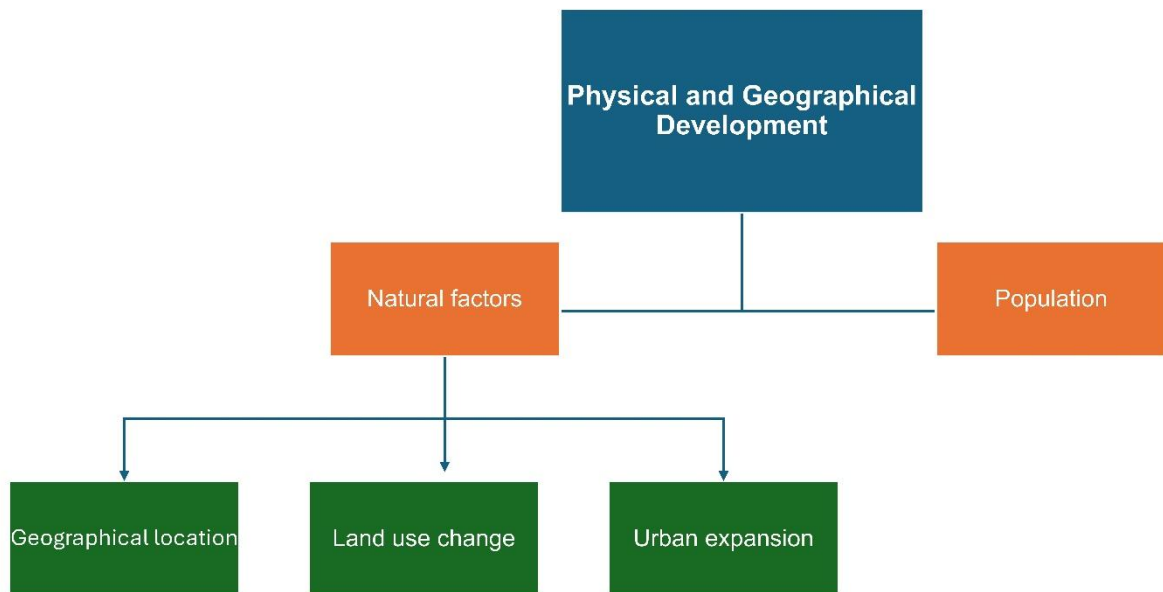 Physical and Geographical
Development
Natural factors
Population
Geographical location
Land use change
Urban expansion